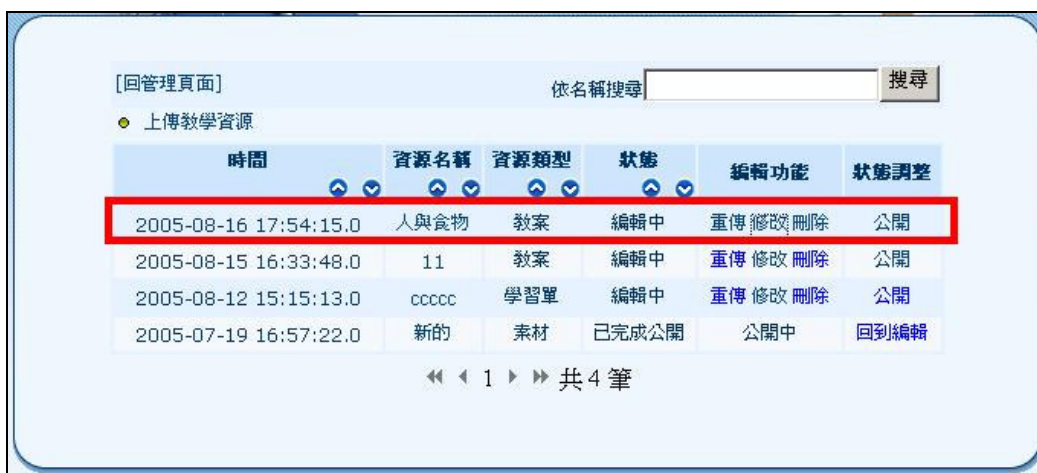 [回管理頁面] 依名稱搜尋 搜尋
上傳教學資源
時間 資源名稱 資源類型 狀態 編輯功能 狀態調整
2005-08-16 17:54:15.0 人與食物 教案 編輯中 重傳 修改 刪除 公開
2005-08-15 16:33:48.0 11 教案 編輯中 重傳 修改 刪除 公開
2005-08-12 15:15:13.0 ccccc 學習單 編輯中 重傳 修改 刪除 公開
2005-07-19 16:57:22.0 新的 素材 已完成公開 公開中 回到編輯
1 共4筆